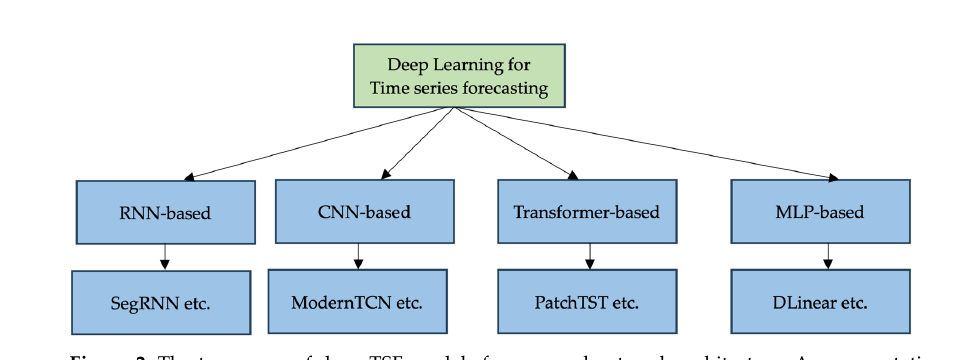 Deep Learning for
Time series forecasting
RNN-based
CNN-based
Transformer-based
MLP-based
SegRNN etc.
ModernTCN etc.
PatchTST etc.
DLinear etc.